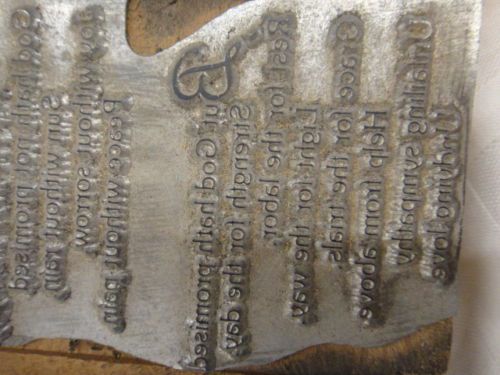 God hath not promised
Sun without rain
Joy without sorrow
Peace without pain
But God hath promised
Strength for the day,
Rest for the labor,
Light for the way,
Grace for the trials,
Help from above,
Unfailing sympathy
Undying love